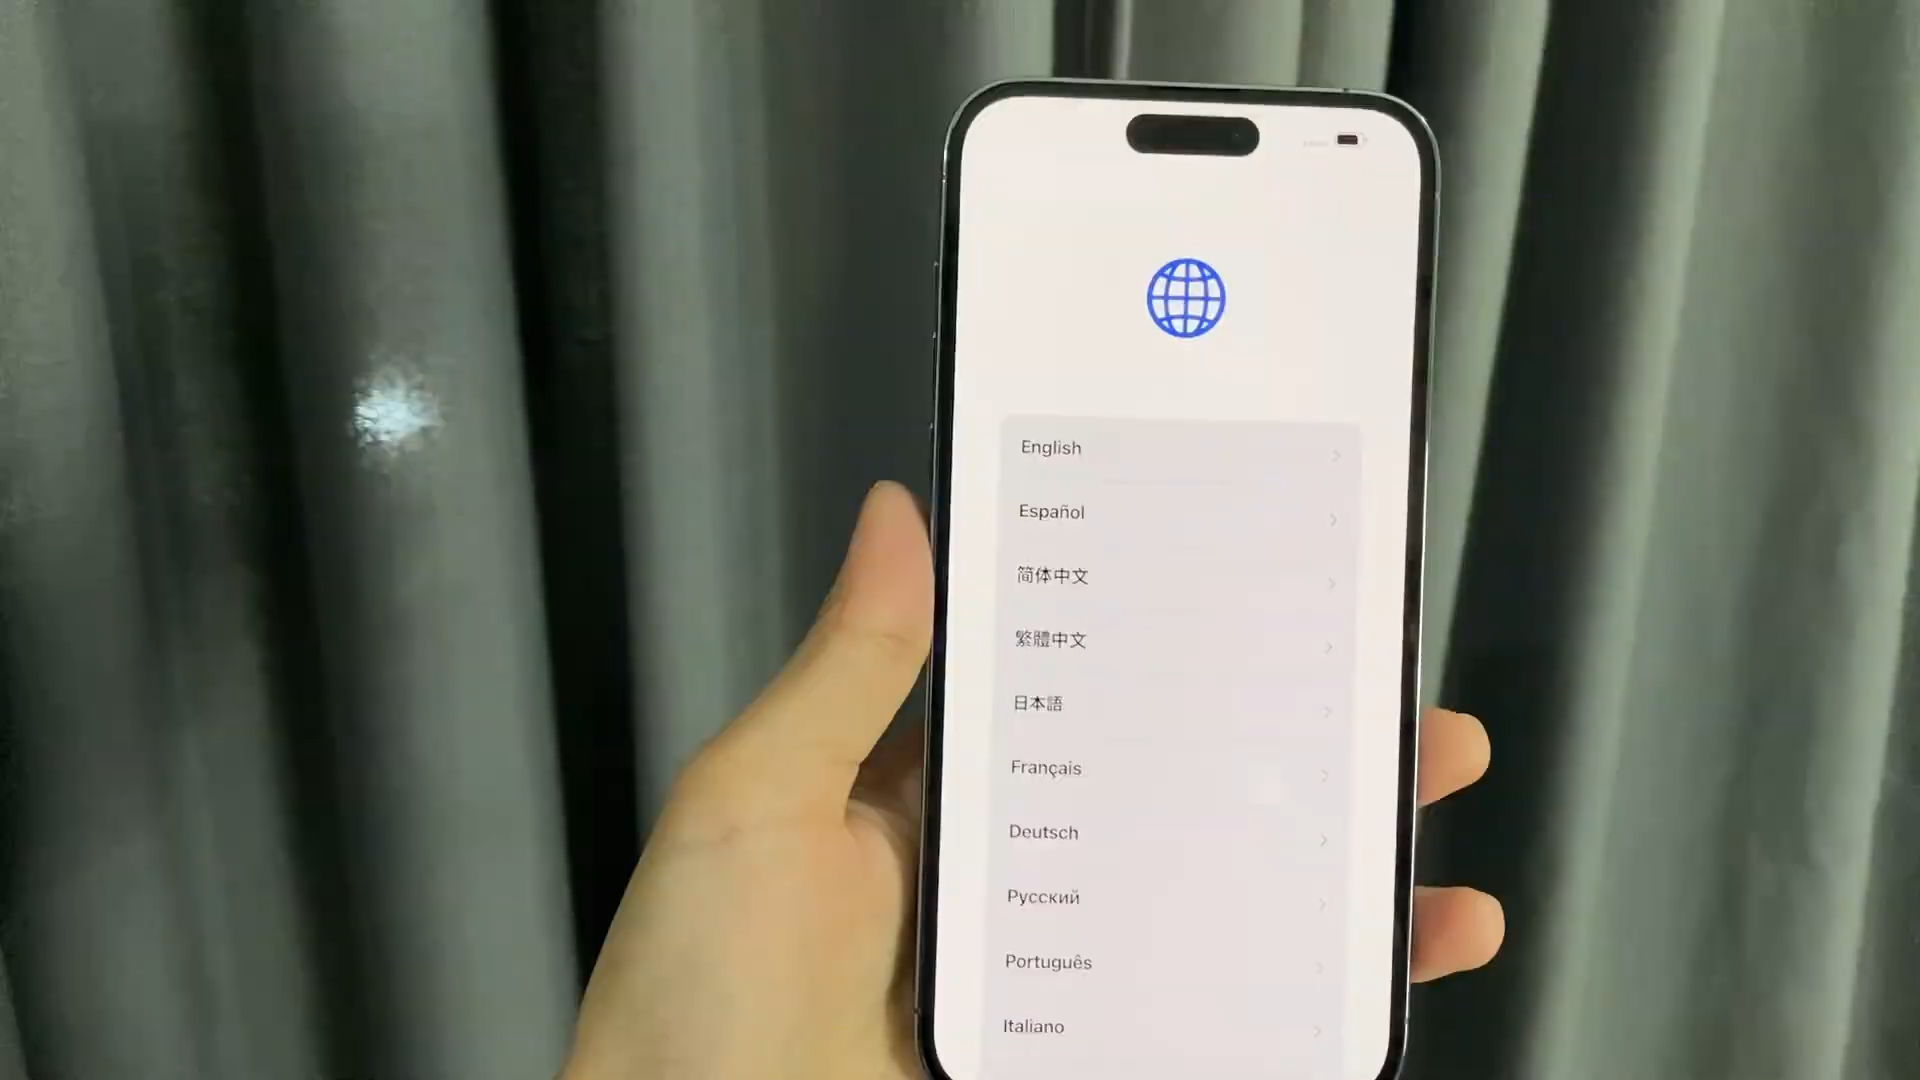 English
Español
简体中文
繁體中文
日本語
Français
Deutsch
Русский
Português
Italiano